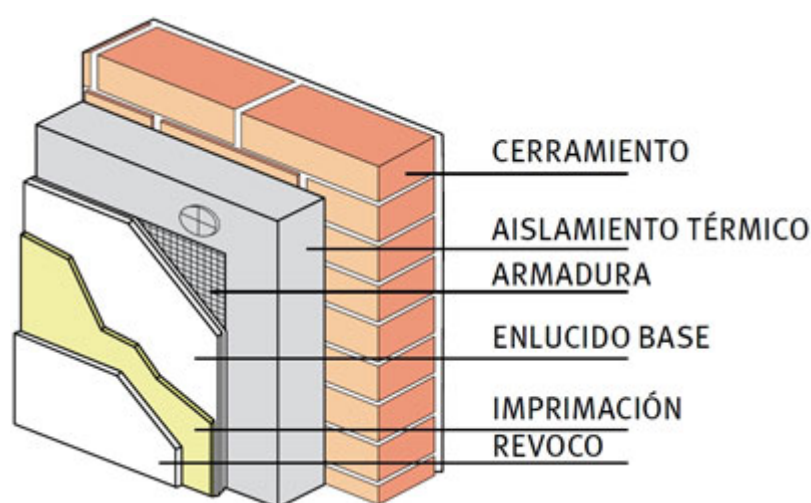 CERRAMIENTO
AISLAMIENTO TÉRMICO
ARMADURA
ENLUCIDO BASE
IMPRIMACIÓN
REVOCO